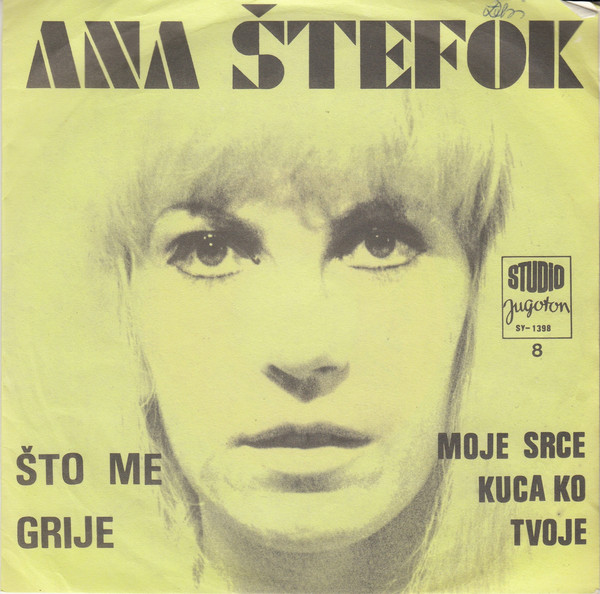 ANA ŠTEFOK
STUDIO
Jugoton
SY-1398
8
ŠTO ME
GRIJE
MOJE SRCE
KUCA KO
TVOJE